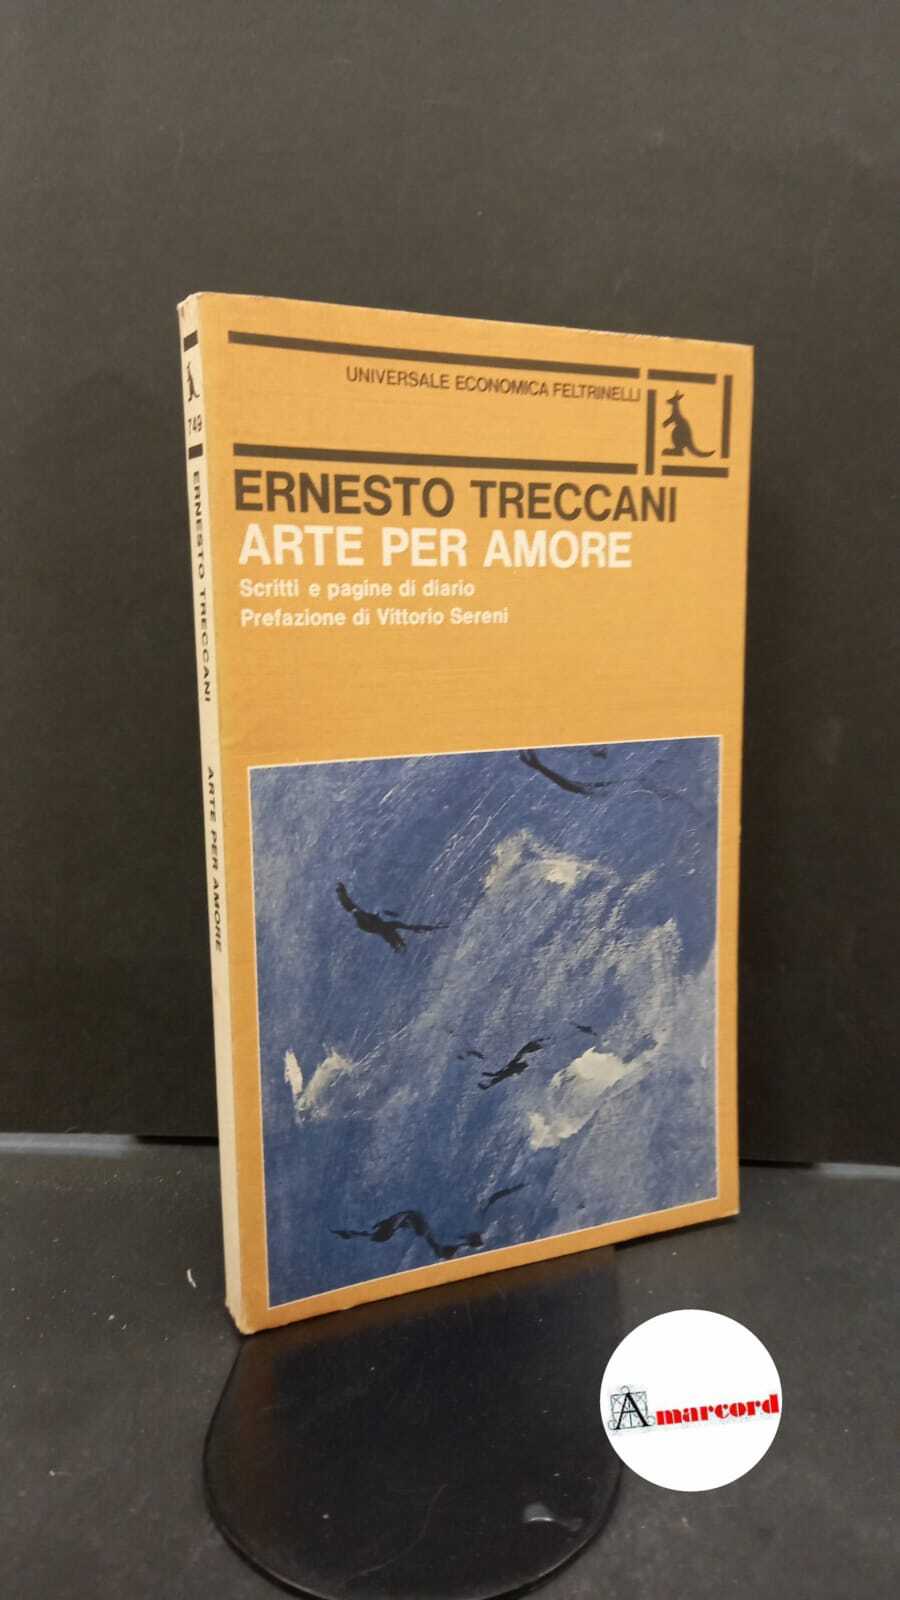 UNIVERSALE ECONOMICA FELTRINELLI
ERNESTO TRECCANI
ARTE PER AMORE
Scritti e pagine di diario
Prefazione di Vittorio Sereni
749
ERNESTO TRECCANI
ARTE PER AMORE
Amarcord